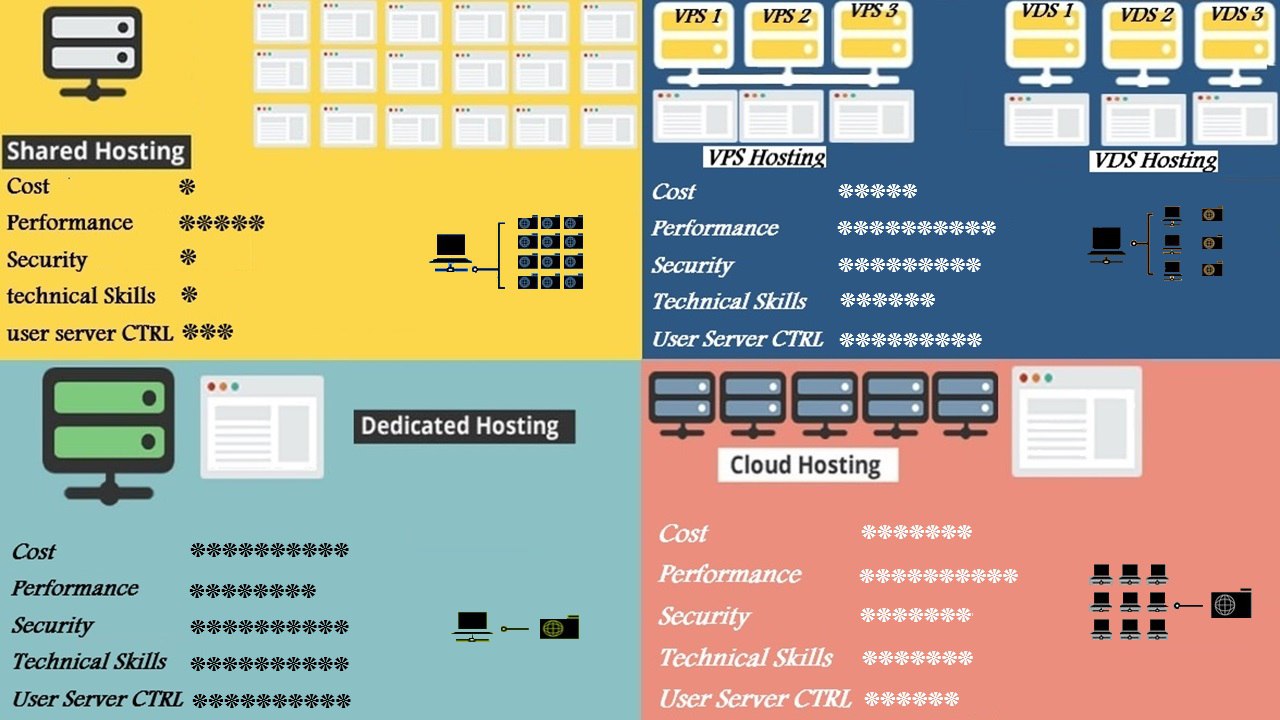 Shared Hosting
Cost *
Performance *****
Security *
technical Skills *
user server CTRL ***
VPS 1 VPS 2 VPS 3
VDS 1 VDS 2 VDS 3
VPS Hosting
VDS Hosting
Cost *****
Performance **********
Security *********
Technical Skills ******
User Server CTRL *********
Dedicated Hosting
Cost **********
Performance ********
Security **********
Technical Skills **********
User Server CTRL **********
Cloud Hosting
Cost *******
Performance **********
Security *******
Technical Skills *******
User Server CTRL ******